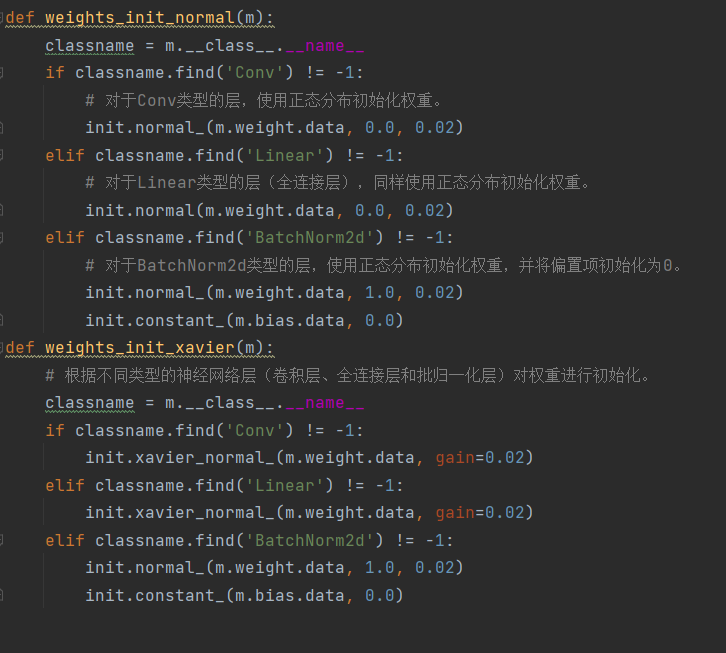 def weights_init_normal(m):
    classname = m.__class__.__name__
    if classname.find('Conv') != -1:
        # 对于Conv类型的层，使用正态分布初始化权重。
        init.normal_(m.weight.data, 0.0, 0.02)
    elif classname.find('Linear') != -1:
        # 对于Linear类型的层（全连接层），同样使用正态分布初始化权重。
        init.normal(m.weight.data, 0.0, 0.02)
    elif classname.find('BatchNorm2d') != -1:
        # 对于BatchNorm2d类型的层，使用正态分布初始化权重，并将偏置项初始化为0。
        init.normal_(m.weight.data, 1.0, 0.02)
        init.constant_(m.bias.data, 0.0)
def weights_init_xavier(m):
    # 根据不同类型的神经网络层（卷积层、全连接层和批归一化层）对权重进行初始化。
    classname = m.__class__.__name__
    if classname.find('Conv') != -1:
        init.xavier_normal_(m.weight.data, gain=0.02)
    elif classname.find('Linear') != -1:
        init.xavier_normal_(m.weight.data, gain=0.02)
    elif classname.find('BatchNorm2d') != -1:
        init.normal_(m.weight.data, 1.0, 0.02)
        init.constant_(m.bias.data, 0.0)